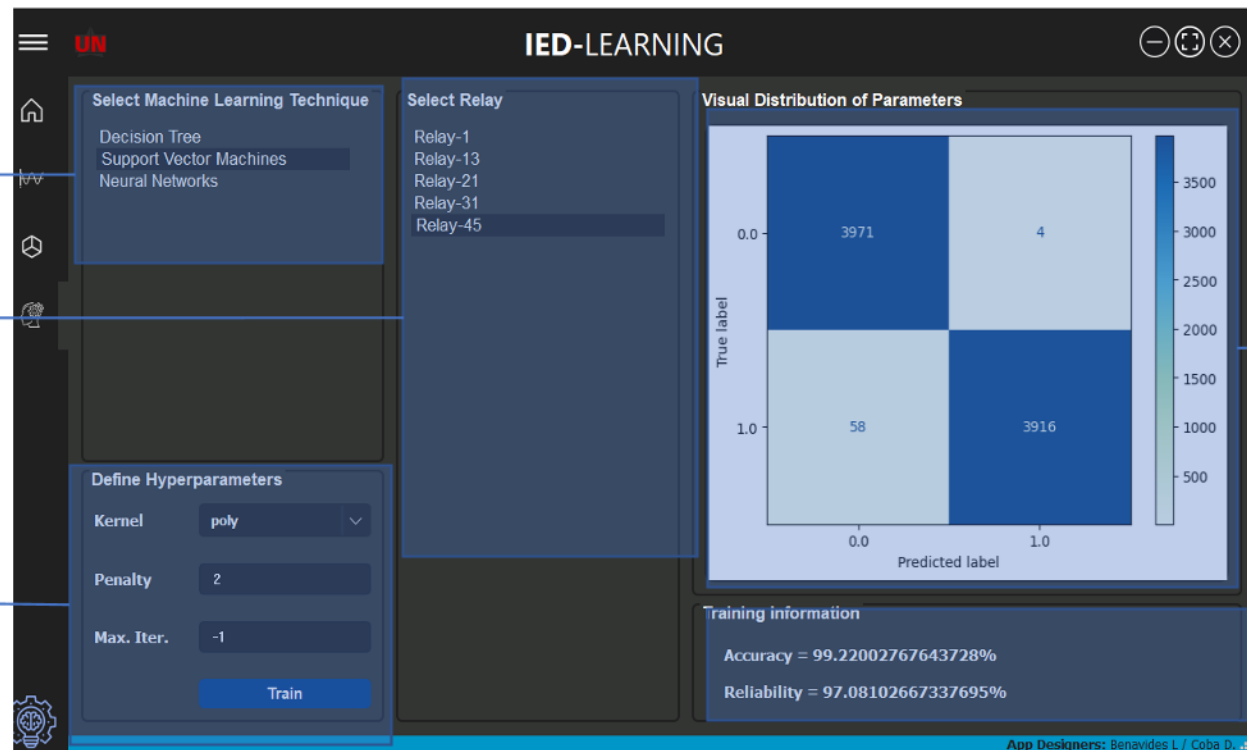 UN
IED-LEARNING
Select Machine Learning Technique
Decision Tree
Support Vector Machines
Neural Networks
Select Relay
Relay-1
Relay-13
Relay-21
Relay-31
Relay-45
Visual Distribution of Parameters
3971
4
58
3916
0.0
1.0
True label
0.0
1.0
Predicted label
3500
3000
2500
2000
1500
1000
500
Define Hyperparameters
Kernel
poly
Penalty
2
Max. Iter.
-1
Train
Training information
Accuracy = 99.22002767643728%
Reliability = 97.08102667337695%
App Designers: Benavides L / Coba D.